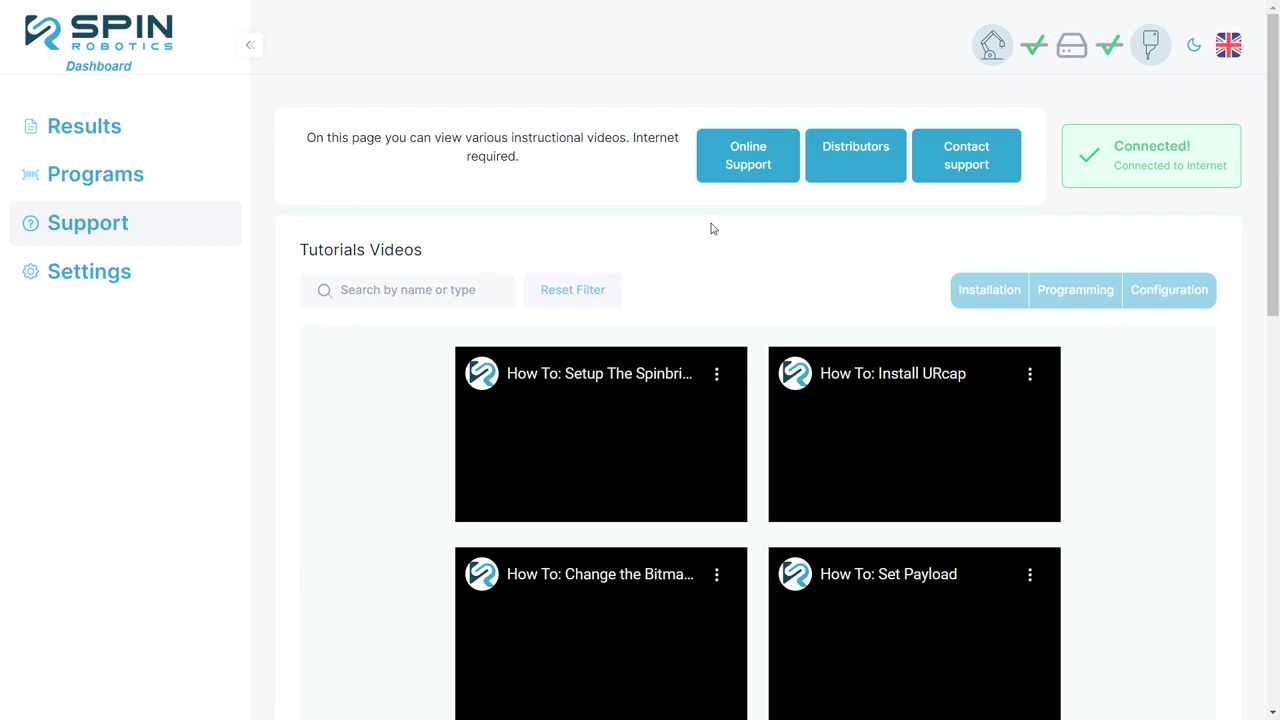 SPIN
ROBOTICS
Dashboard
Results
Programs
Support
Settings
On this page you can view various instructional videos. Internet
required.
Online
Support
Distributors
Contact
support
Connected!
Connected to Internet
Tutorials Videos
Search by name or type
Reset Filter
Installation
Programming
Configuration
How To: Setup The Spinbri...
How To: Install URcap
How To: Change the Bitma...
How To: Set Payload